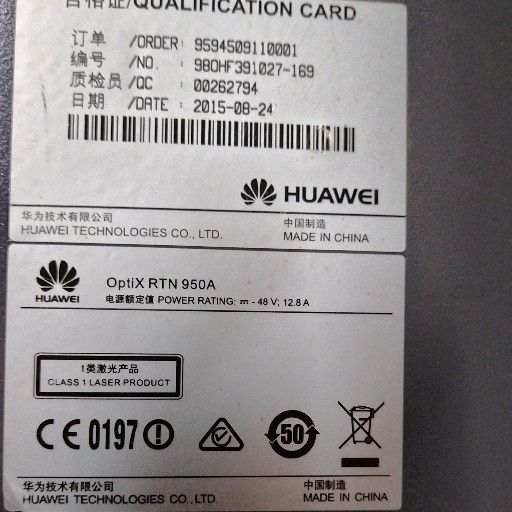 合格证/QUALIFICATION CARD
订单 /ORDER: 9594509110001
编号 /NO. : 980HF391027-169
质检员/QC : 00262794
日期 /DATE : 2015-08-24
HUAWEI
华为技术有限公司 中国制造
HUAWEI TECHNOLOGIES CO., LTD. MADE IN CHINA
HUAWEI
OptiX RTN 950A
电源额定值 POWER RATING: ⎓ - 48 V; 12.8 A
1类激光产品
CLASS 1 LASER PRODUCT
CE 0197 50
华为技术有限公司 中国制造
HUAWEI TECHNOLOGIES CO., LTD. MADE IN CHINA